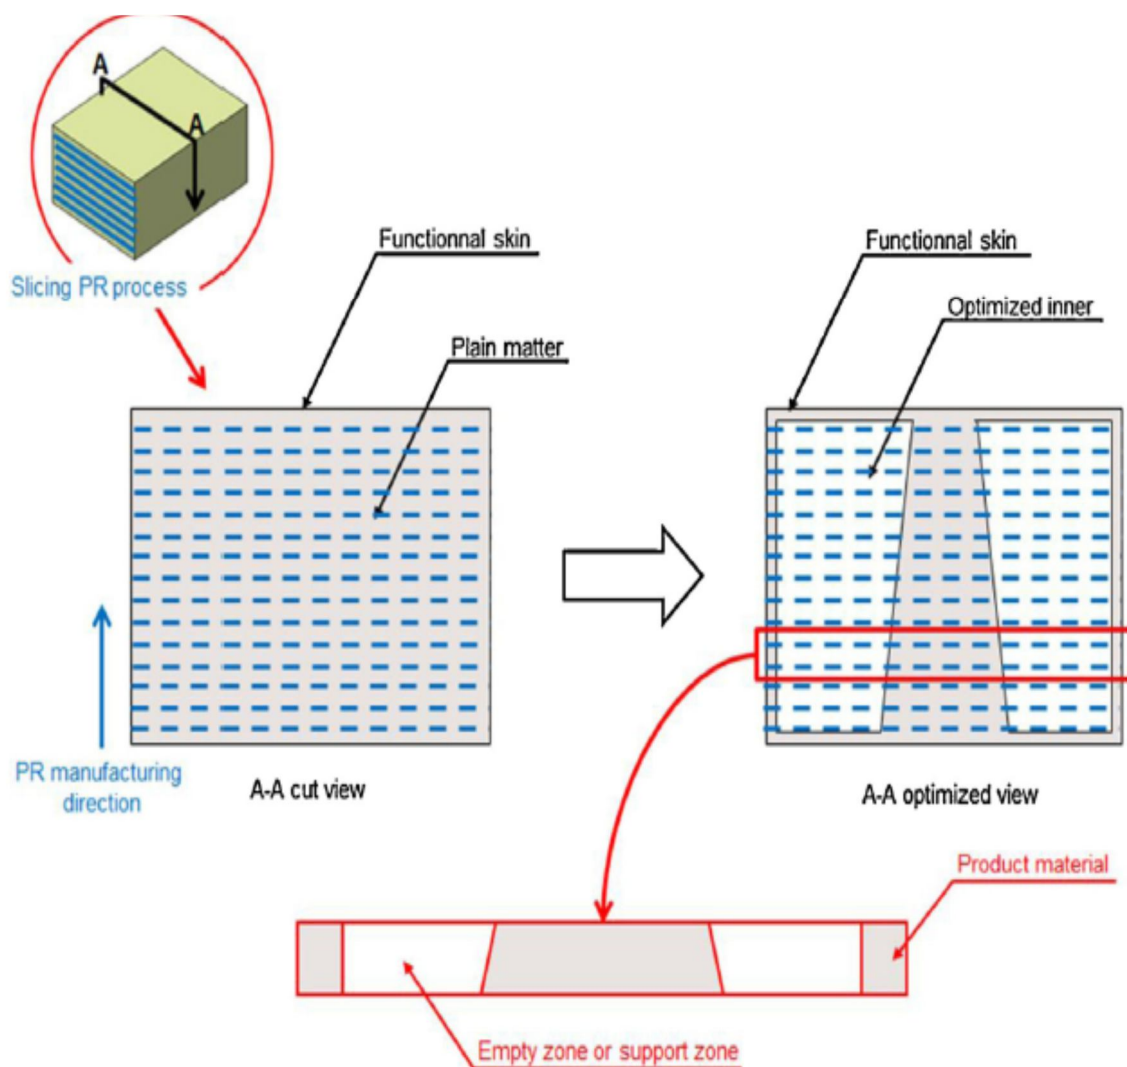 A
A
Slicing PR process
Functionnal skin
Plain matter
Functionnal skin
Optimized inner
PR manufacturing
direction
A-A cut view
A-A optimized view
Product material
Empty zone or support zone